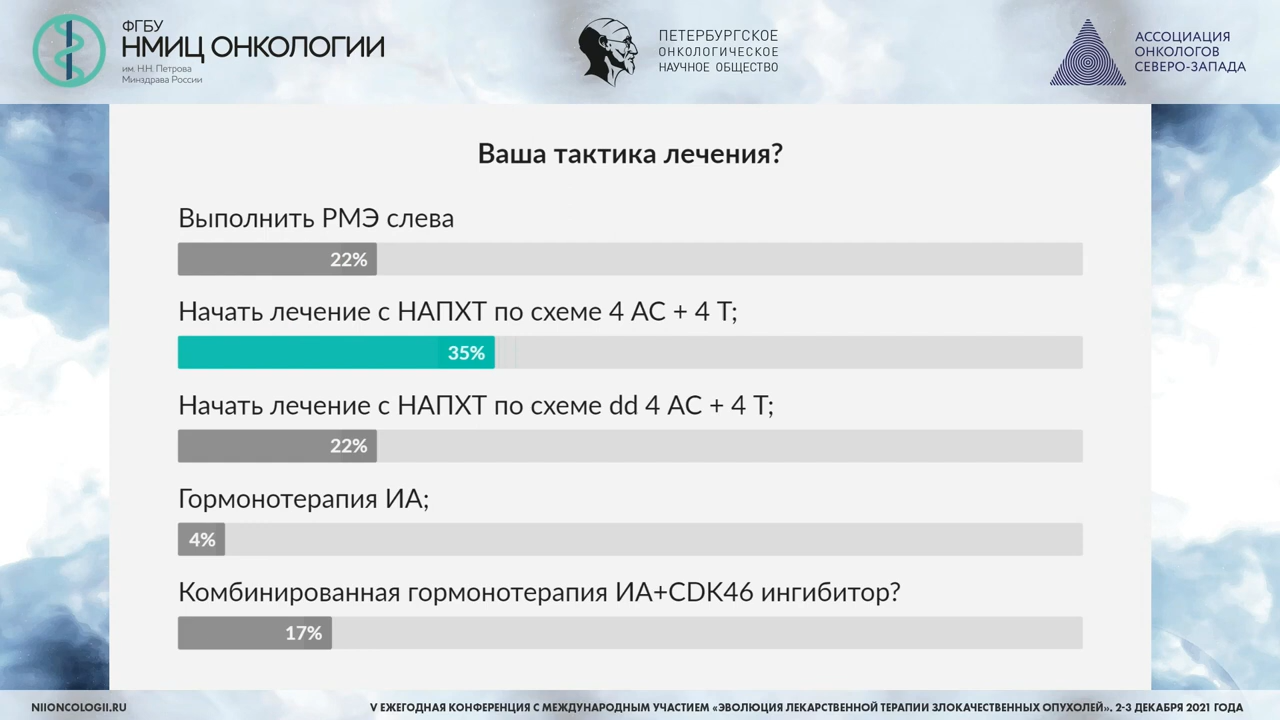 ФГБУ
НМИЦ ОНКОЛОГИИ
им. Н.Н. Петрова
Минздрава России
ПЕТЕРБУРГСКОЕ
ОНКОЛОГИЧЕСКОЕ
НАУЧНОЕ ОБЩЕСТВО
АССОЦИАЦИЯ
ОНКОЛОГОВ
СЕВЕРО-ЗАПАДА
Ваша тактика лечения?
Выполнить РМЭ слева
22%
Начать лечение с НАПХТ по схеме 4 АС + 4 Т;
35%
Начать лечение с НАПХТ по схеме dd 4 АС + 4 Т;
22%
Гормонотерапия ИА;
4%
Комбинированная гормонотерапия ИА+CDK46 ингибитор?
17%
NIIONCOLOGII.RU
V ЕЖЕГОДНАЯ КОНФЕРЕНЦИЯ С МЕЖДУНАРОДНЫМ УЧАСТИЕМ «ЭВОЛЮЦИЯ ЛЕКАРСТВЕННОЙ ТЕРАПИИ ЗЛОКАЧЕСТВЕННЫХ ОПУХОЛЕЙ». 2-3 ДЕКАБРЯ 2021 ГОДА